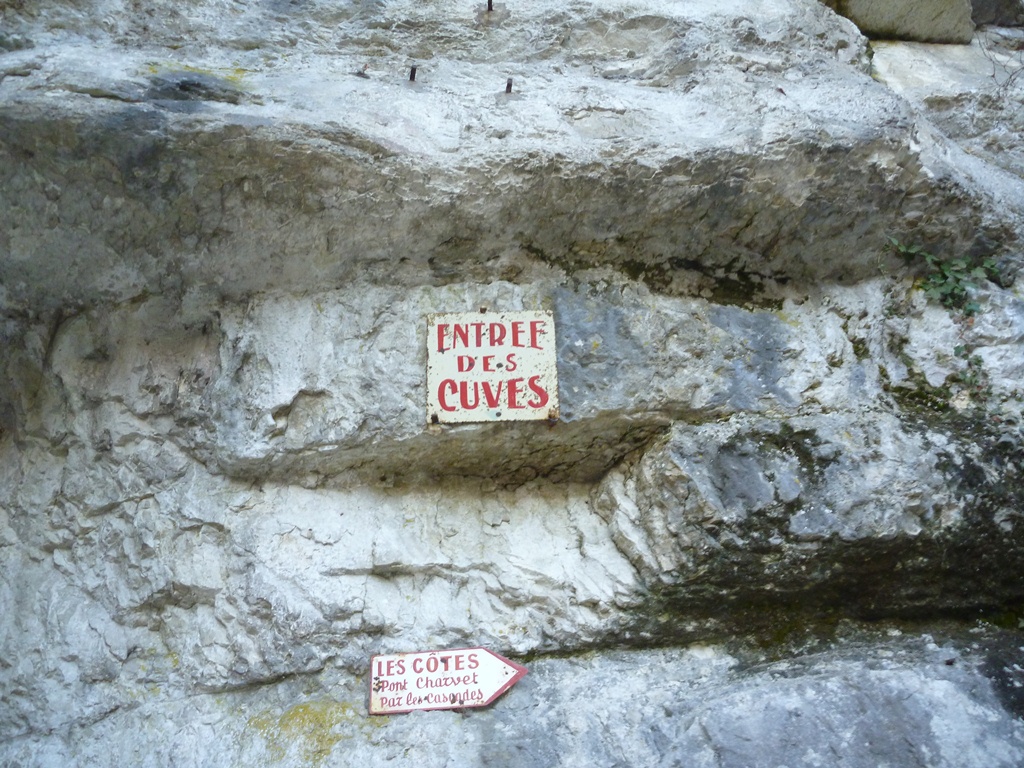 ENTREE
DES
CUVES
LES CÔTES
Pont Charvet
Par les Cascades